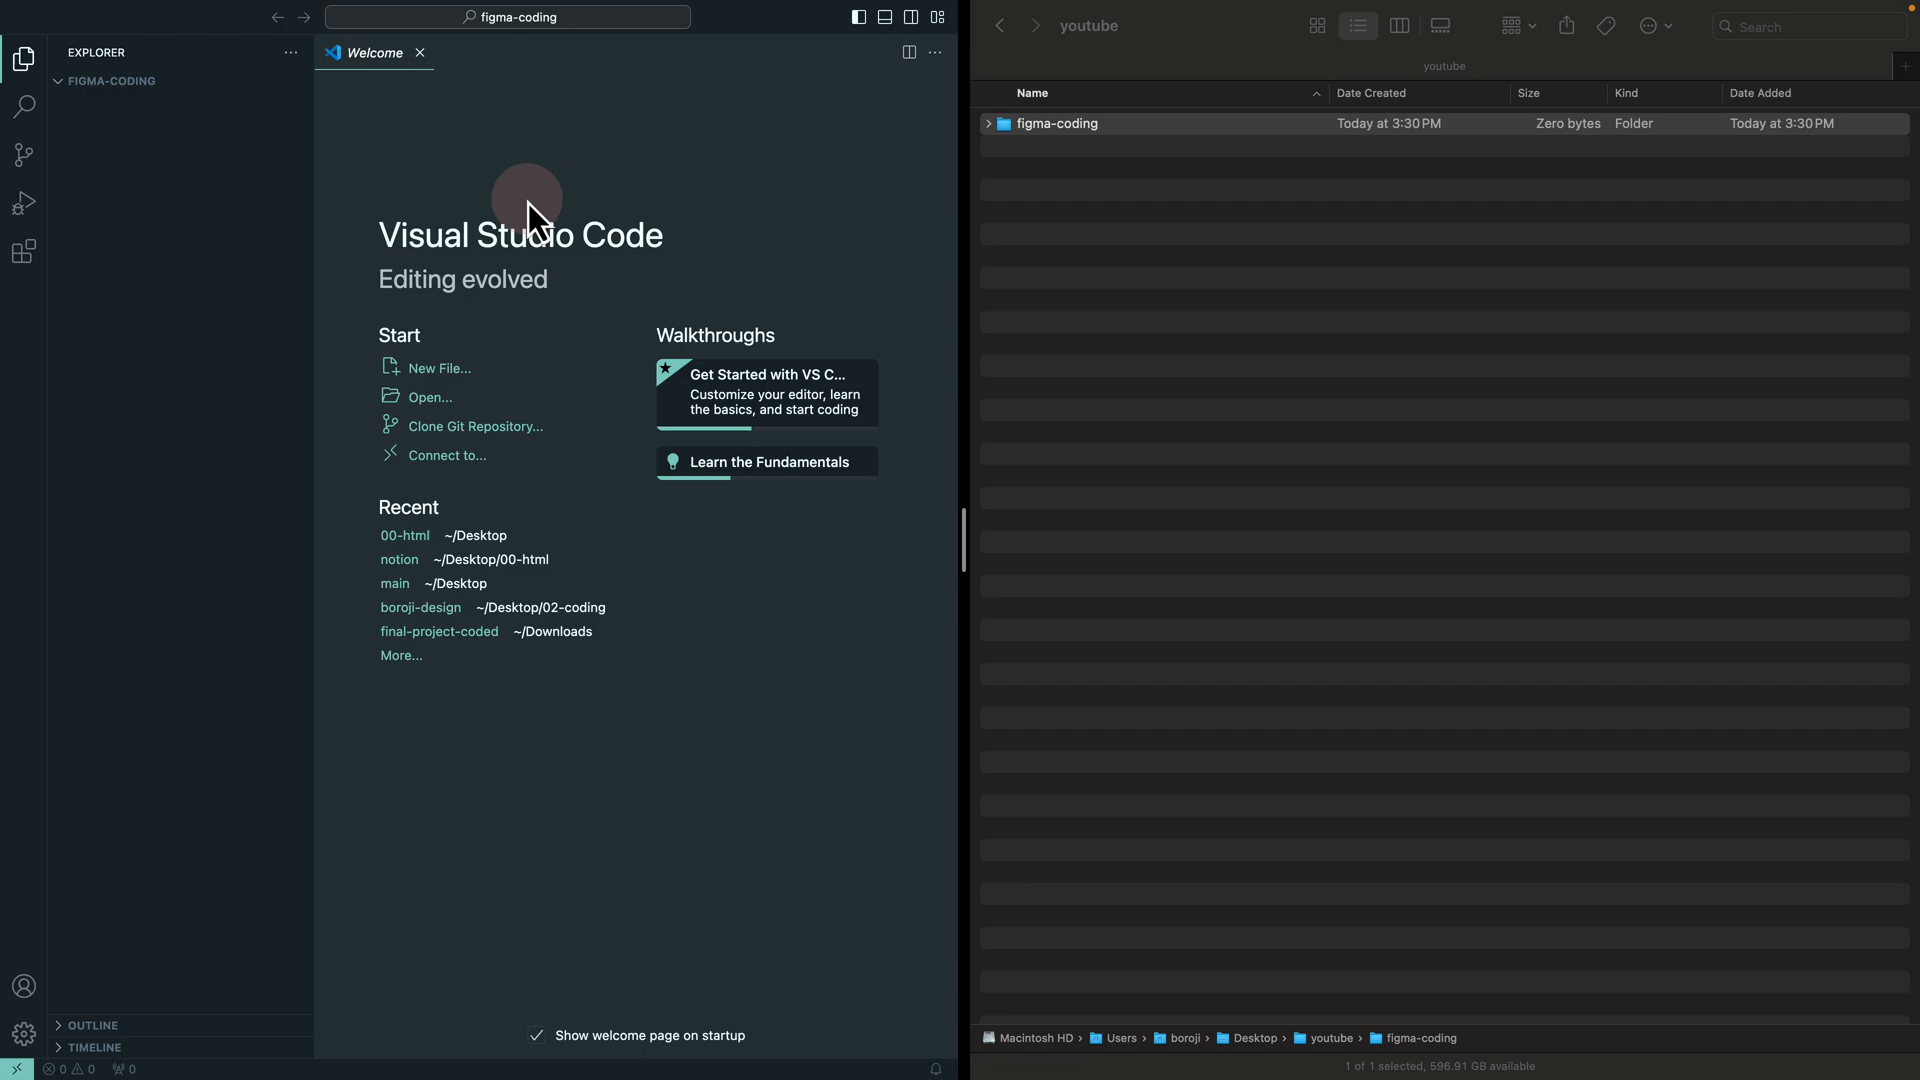 figma-coding
EXPLORER
FIGMA-CODING
Welcome
Visual Studio Code
Editing evolved
Start
New File...
Open...
Clone Git Repository...
Connect to...
Walkthroughs
Get Started with VS C...
Customize your editor, learn
the basics, and start coding
Learn the Fundamentals
Recent
00-html ~/Desktop
notion ~/Desktop/00-html
main ~/Desktop
boroji-design ~/Desktop/02-coding
final-project-coded ~/Downloads
More...
Show welcome page on startup
OUTLINE
TIMELINE
0 0 0
youtube
Search
youtube
Name Date Created Size Kind Date Added
figma-coding Today at 3:30 PM Zero bytes Folder Today at 3:30 PM
Macintosh HD › Users › boroji › Desktop › youtube › figma-coding
1 of 1 selected, 596.91 GB available